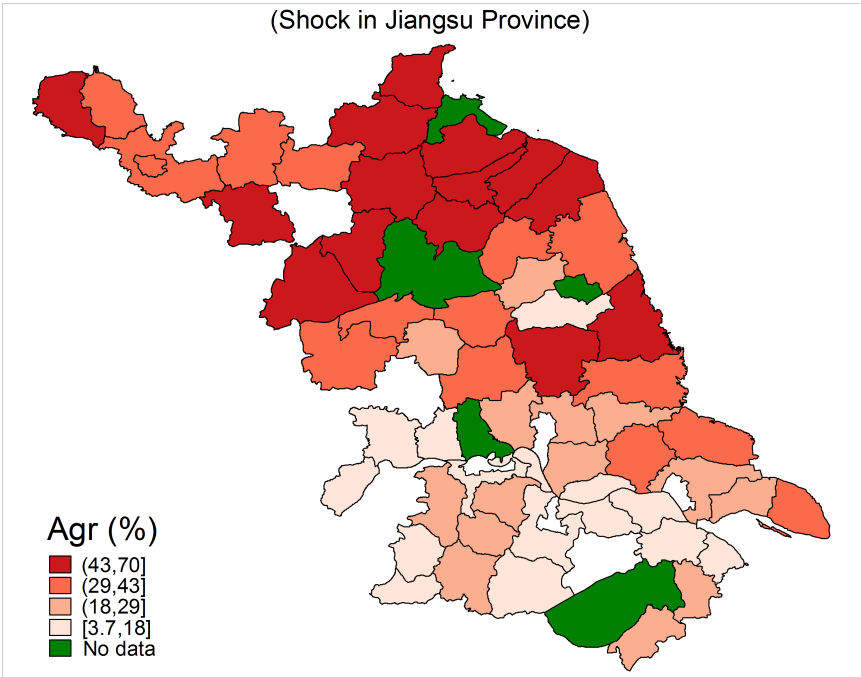 (Shock in Jiangsu Province)
Agr (%)
(43,70]
(29,43]
(18,29]
[3.7,18]
No data